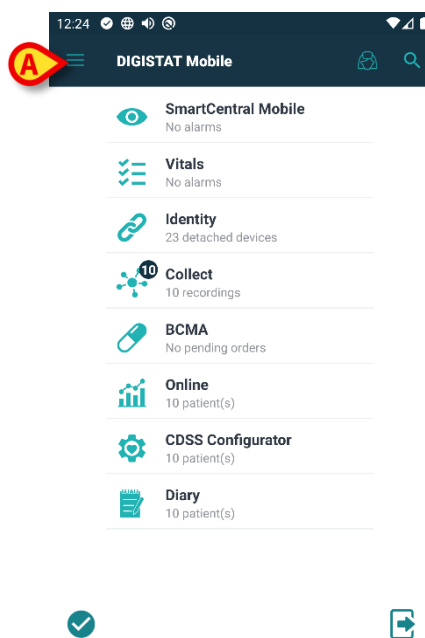 12:24
A
DIGISTAT Mobile
SmartCentral Mobile
No alarms
Vitals
No alarms
Identity
23 detached devices
10
Collect
10 recordings
BCMA
No pending orders
Online
10 patient(s)
CDSS Configurator
10 patient(s)
Diary
10 patient(s)